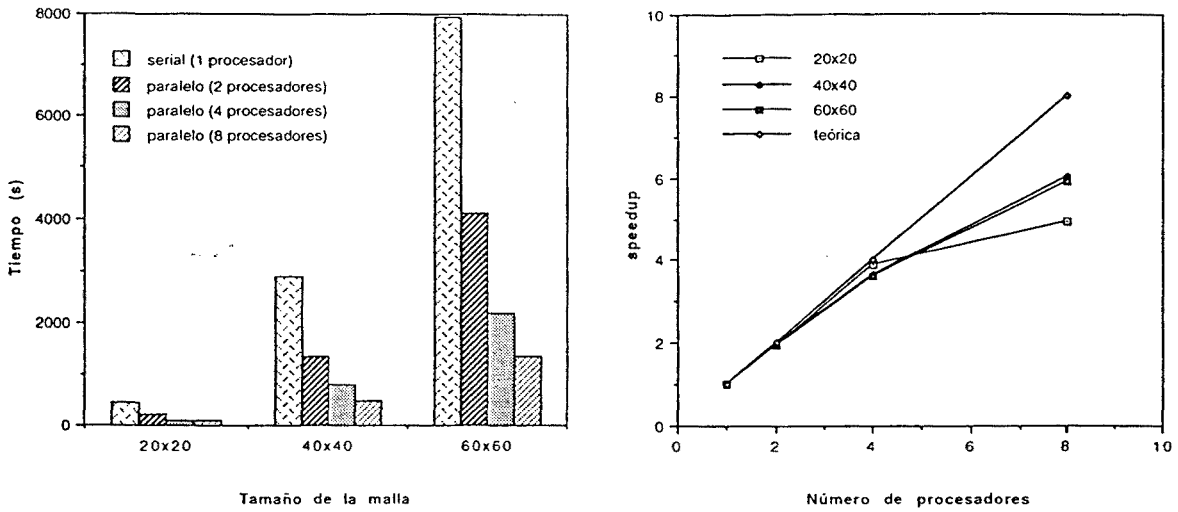 8000
6000
4000
2000
0
Tiempo (s)
serial (1 procesador)
paralelo (2 procesadores)
paralelo (4 procesadores)
paralelo (8 procesadores)
20x20 40x40 60x60
Tamaño de la malla
10
8
6
4
2
0
speedup
20x20
40x40
60x60
teórica
0 2 4 6 8 10
Número de procesadores